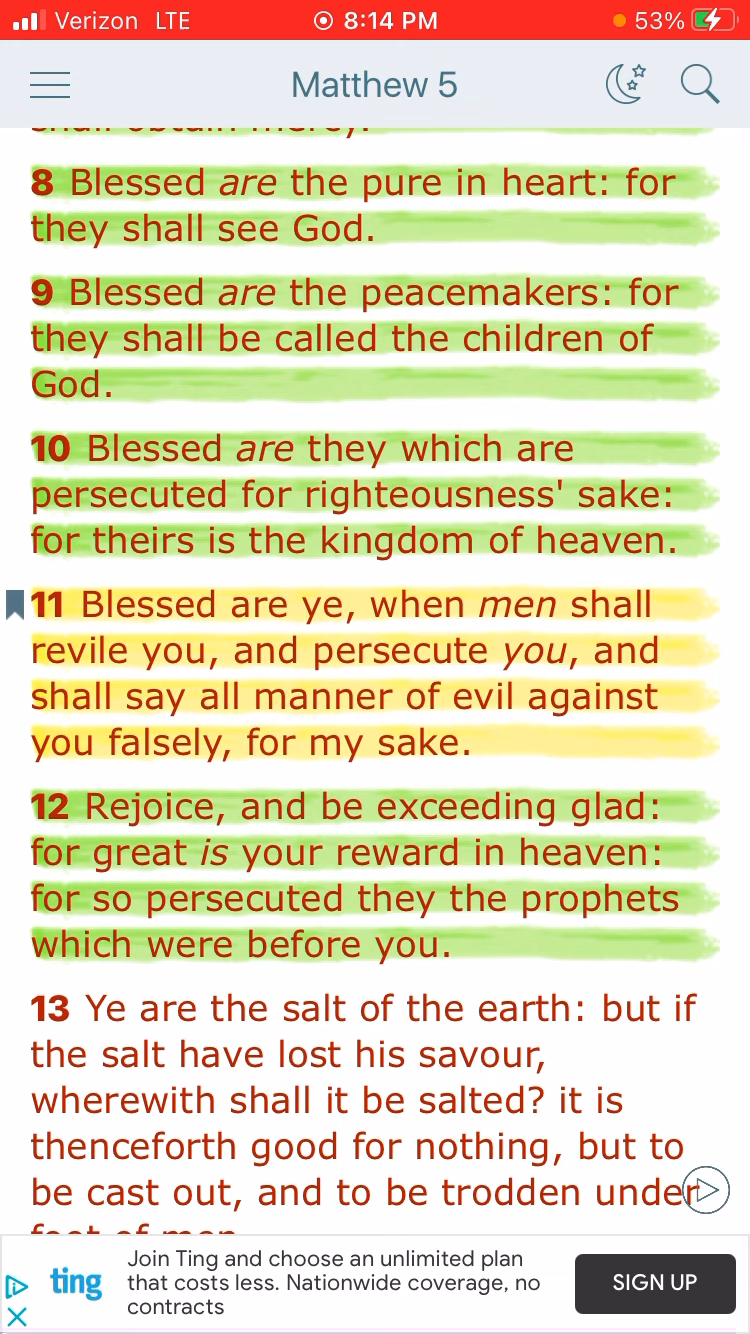 Verizon LTE 8:14 PM 53%
Matthew 5
shall obtain mercy.
8 Blessed are the pure in heart: for
they shall see God.
9 Blessed are the peacemakers: for
they shall be called the children of
God.
10 Blessed are they which are
persecuted for righteousness' sake:
for theirs is the kingdom of heaven.
11 Blessed are ye, when men shall
revile you, and persecute you, and
shall say all manner of evil against
you falsely, for my sake.
12 Rejoice, and be exceeding glad:
for great is your reward in heaven:
for so persecuted they the prophets
which were before you.
13 Ye are the salt of the earth: but if
the salt have lost his savour,
wherewith shall it be salted? it is
thenceforth good for nothing, but to
be cast out, and to be trodden under
foot of men.
ting
Join Ting and choose an unlimited plan
that costs less. Nationwide coverage, no
contracts
SIGN UP